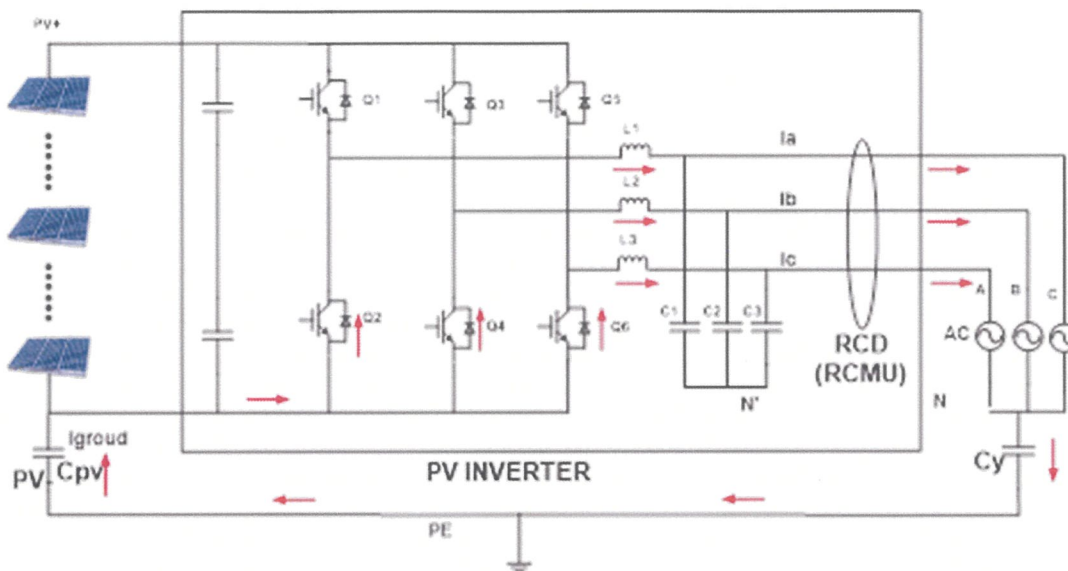 PV+
Q1
Q3
Q5
L1
Ia
L2
Ib
L3
Ic
A
B
C
Q2
Q4
Q6
C1
C2
C3
AC
RCD
(RCMU)
N'
N
Igroud
Cpv
PV
PV INVERTER
Cy
PE